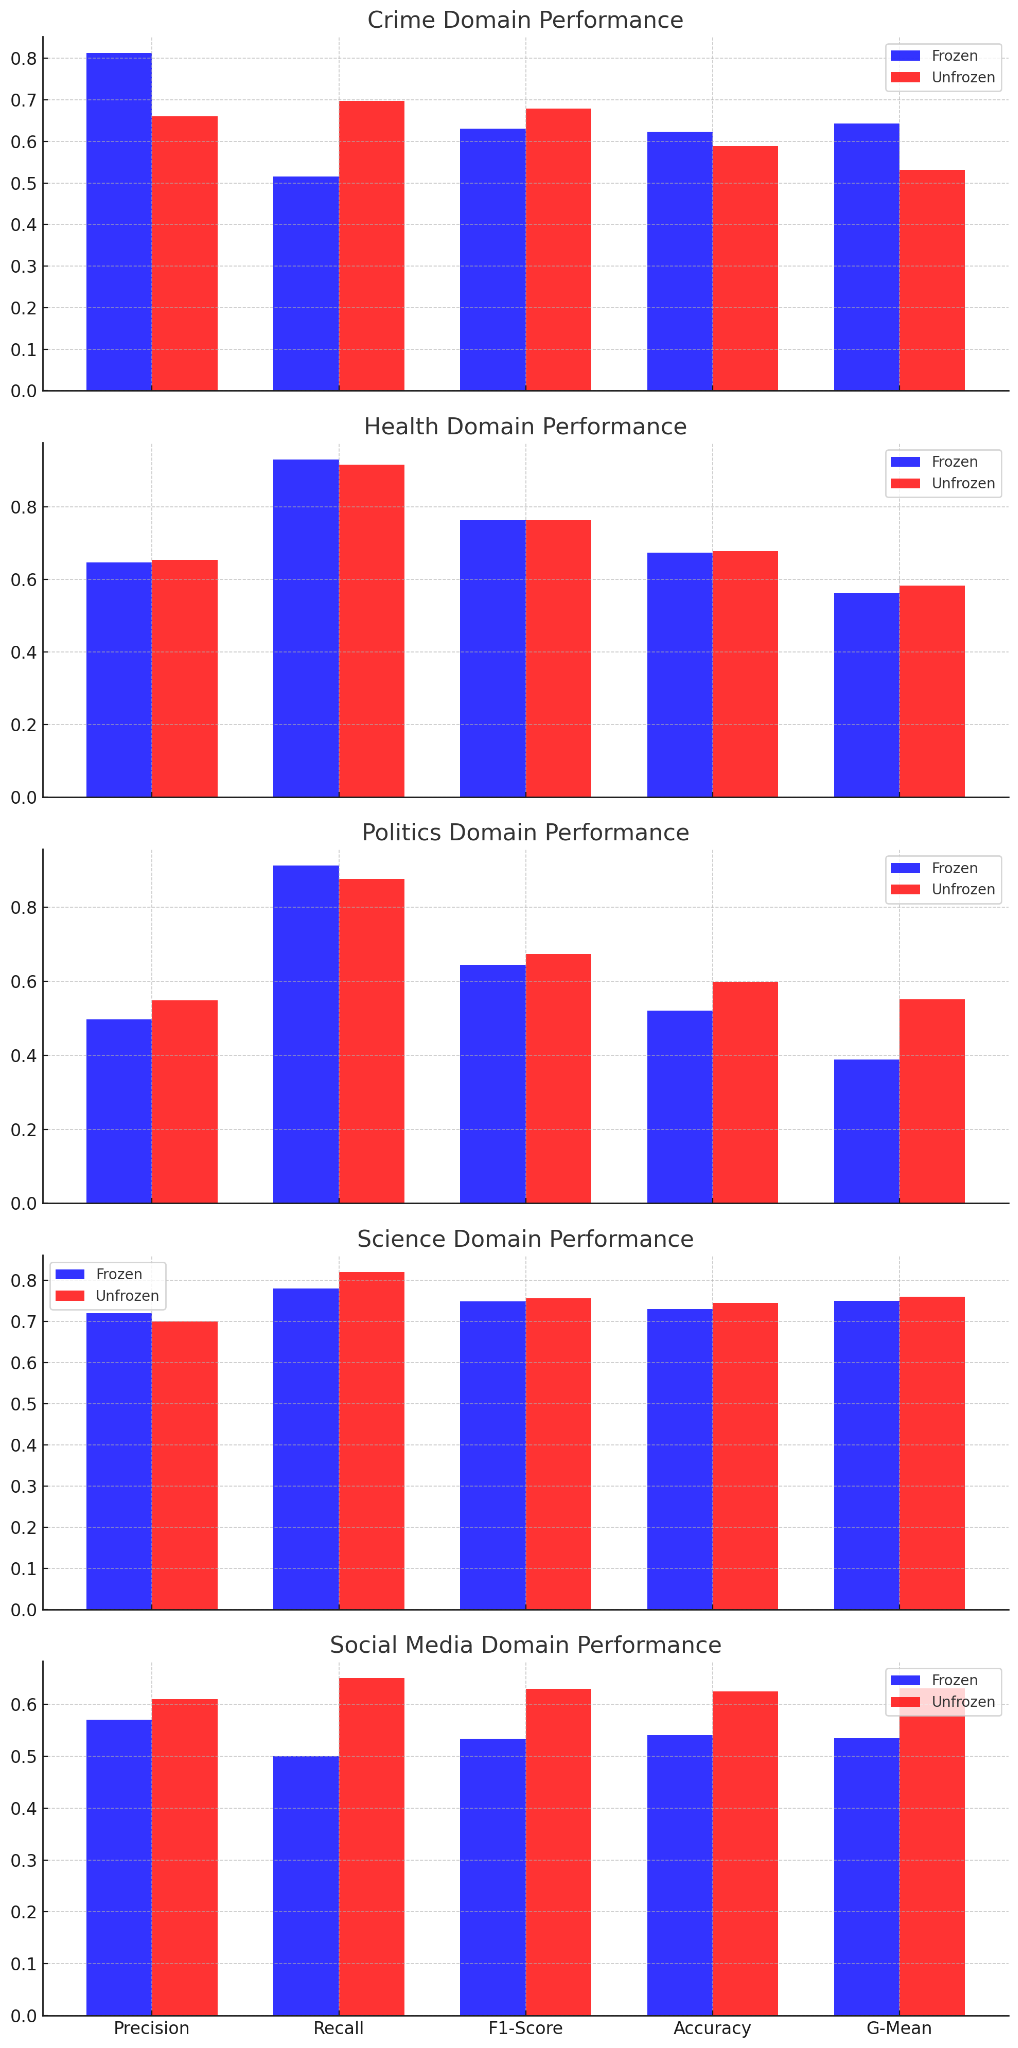 Crime Domain Performance
Frozen
Unfrozen
0.8
0.7
0.6
0.5
0.4
0.3
0.2
0.1
0.0
Health Domain Performance
Frozen
Unfrozen
0.8
0.6
0.4
0.2
0.0
Politics Domain Performance
Frozen
Unfrozen
0.8
0.6
0.4
0.2
0.0
Science Domain Performance
Frozen
Unfrozen
0.8
0.7
0.6
0.5
0.4
0.3
0.2
0.1
0.0
Social Media Domain Performance
Frozen
Unfrozen
0.6
0.5
0.4
0.3
0.2
0.1
0.0
Precision Recall F1-Score Accuracy G-Mean